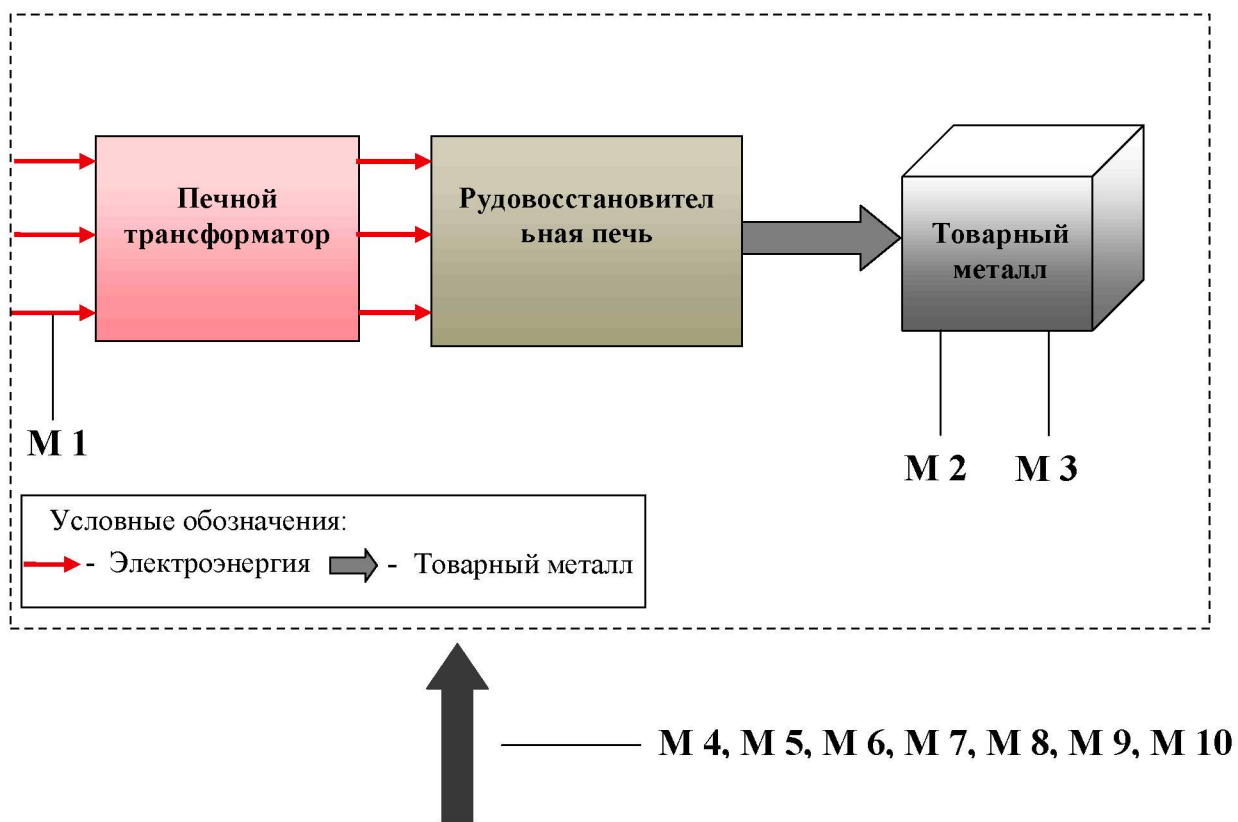 Печной
трансформатор
Рудовосстановител
ьная печь
Товарный
металл
М 1
М 2
М 3
Условные обозначения:
- Электроэнергия
- Товарный металл
М 4, М 5, М 6, М 7, М 8, М 9, М 10